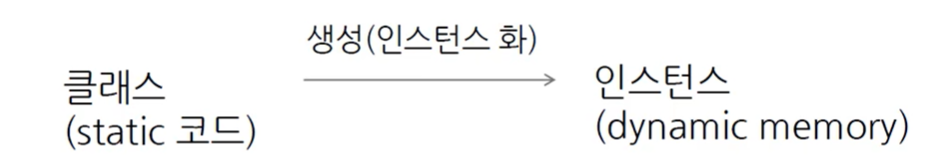 생성(인스턴스 화)
클래스
(static 코드)
인스턴스
(dynamic memory)